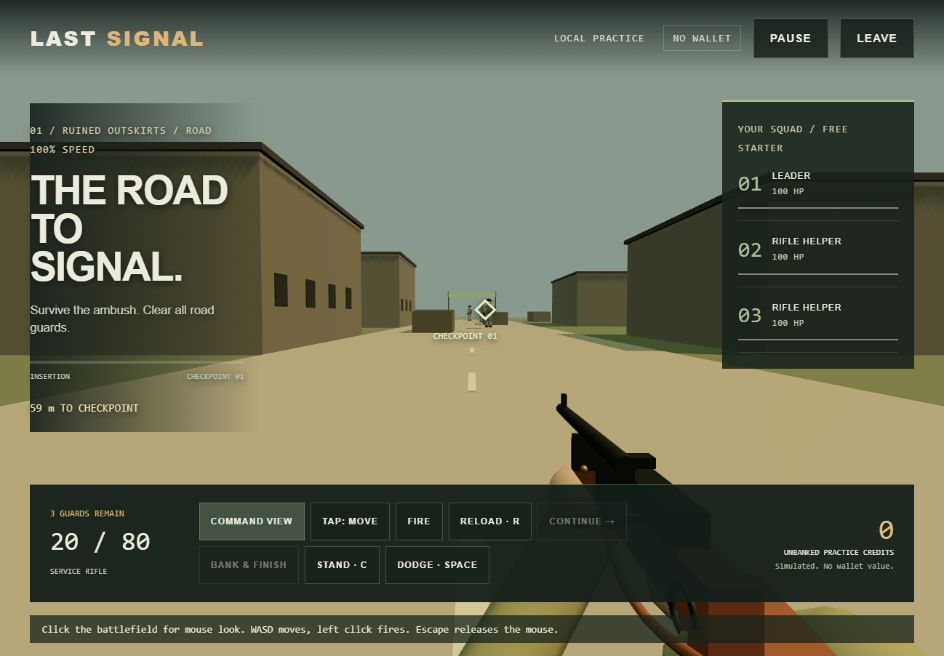 LAST SIGNAL
LOCAL PRACTICE
NO WALLET
PAUSE
LEAVE
01 / RUINED OUTSKIRTS / ROAD
100% SPEED
THE ROAD
TO
SIGNAL.
Survive the ambush. Clear all road
guards.
INSERTION
CHECKPOINT 01
59 m TO CHECKPOINT
CHECKPOINT 01
YOUR SQUAD / FREE
STARTER
01 LEADER
100 HP
02 RIFLE HELPER
100 HP
03 RIFLE HELPER
100 HP
3 GUARDS REMAIN
20 / 80
SERVICE RIFLE
COMMAND VIEW
TAP: MOVE
FIRE
RELOAD · R
CONTINUE →
BANK & FINISH
STAND · C
DODGE · SPACE
0
UNBANKED PRACTICE CREDITS
Simulated. No wallet value.
Click the battlefield for mouse look. WASD moves, left click fires. Escape releases the mouse.